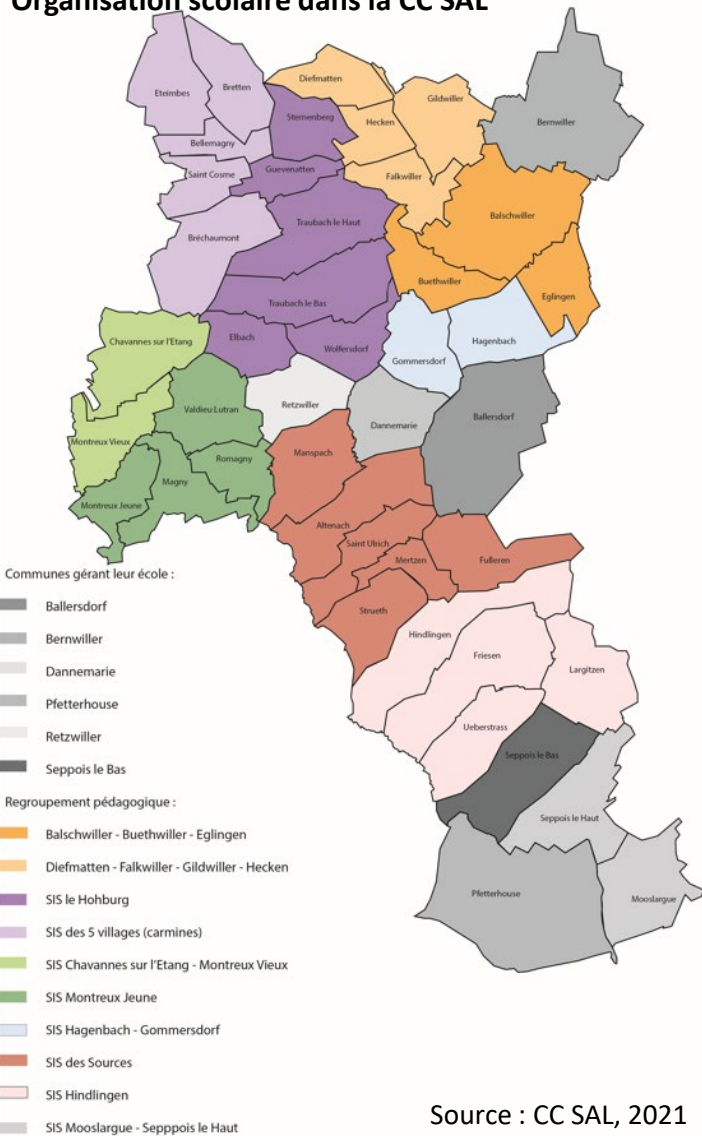 Organisation scolaire dans la CC SAL
Eteimbes
Bretten
Diefmatten
Gildwiller
Bernwiller
Sternenberg
Hecken
Bellemagny
Saint Cosme
Guevenatten
Falkwiller
Balschwiller
Bréchaumont
Traubach le Haut
Buethwiller
Eglingen
Traubach le Bas
Chavannes sur l'Etang
Elbach
Wolfersdorf
Gommersdorf
Hagenbach
Valdieu Lutran
Retzwiller
Dannemarie
Ballersdorf
Montreux Vieux
Romagny
Manspach
Magny
Montreux Jeune
Altenach
Saint Ulrich
Mertzen
Fulleren
Strueth
Hindlingen
Friesen
Largitzen
Ueberstrass
Seppois le Bas
Seppois le Haut
Pfetterhouse
Mooslargue
Communes gérant leur école :
Ballersdorf
Bernwiller
Dannemarie
Pfetterhouse
Retzwiller
Seppois le Bas
Regroupement pédagogique :
Balschwiller - Buethwiller - Eglingen
Diefmatten - Falkwiller - Gildwiller - Hecken
SIS le Hohburg
SIS des 5 villages (carmines)
SIS Chavannes sur l'Etang - Montreux Vieux
SIS Montreux Jeune
SIS Hagenbach - Gommersdorf
SIS des Sources
SIS Hindlingen
SIS Mooslargue - Sepppois le Haut
Source : CC SAL, 2021